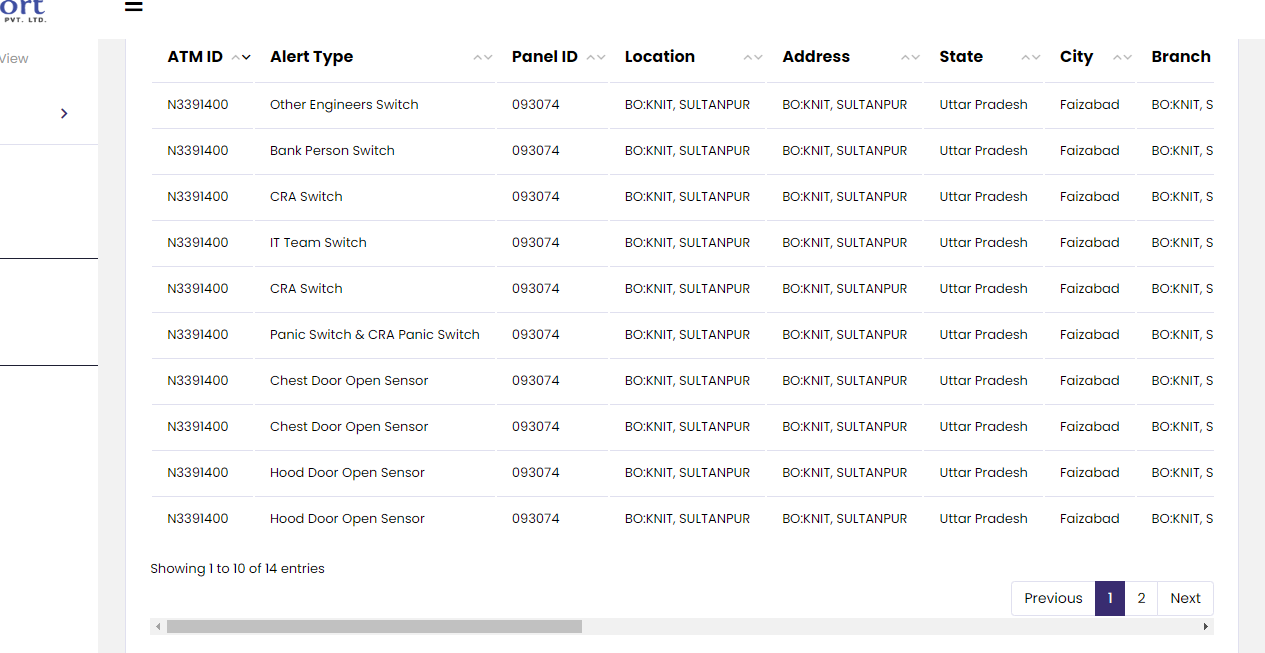 ort
PVT. LTD.
View
ATM ID Alert Type Panel ID Location Address State City Branch
N3391400 Other Engineers Switch 093074 BO:KNIT, SULTANPUR BO:KNIT, SULTANPUR Uttar Pradesh Faizabad BO:KNIT, S
N3391400 Bank Person Switch 093074 BO:KNIT, SULTANPUR BO:KNIT, SULTANPUR Uttar Pradesh Faizabad BO:KNIT, S
N3391400 CRA Switch 093074 BO:KNIT, SULTANPUR BO:KNIT, SULTANPUR Uttar Pradesh Faizabad BO:KNIT, S
N3391400 IT Team Switch 093074 BO:KNIT, SULTANPUR BO:KNIT, SULTANPUR Uttar Pradesh Faizabad BO:KNIT, S
N3391400 CRA Switch 093074 BO:KNIT, SULTANPUR BO:KNIT, SULTANPUR Uttar Pradesh Faizabad BO:KNIT, S
N3391400 Panic Switch & CRA Panic Switch 093074 BO:KNIT, SULTANPUR BO:KNIT, SULTANPUR Uttar Pradesh Faizabad BO:KNIT, S
N3391400 Chest Door Open Sensor 093074 BO:KNIT, SULTANPUR BO:KNIT, SULTANPUR Uttar Pradesh Faizabad BO:KNIT, S
N3391400 Chest Door Open Sensor 093074 BO:KNIT, SULTANPUR BO:KNIT, SULTANPUR Uttar Pradesh Faizabad BO:KNIT, S
N3391400 Hood Door Open Sensor 093074 BO:KNIT, SULTANPUR BO:KNIT, SULTANPUR Uttar Pradesh Faizabad BO:KNIT, S
N3391400 Hood Door Open Sensor 093074 BO:KNIT, SULTANPUR BO:KNIT, SULTANPUR Uttar Pradesh Faizabad BO:KNIT, S
Showing 1 to 10 of 14 entries
Previous 1 2 Next